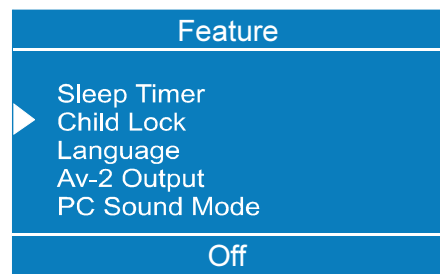 Feature
Sleep Timer
Child Lock
Language
Av-2 Output
PC Sound Mode
Off